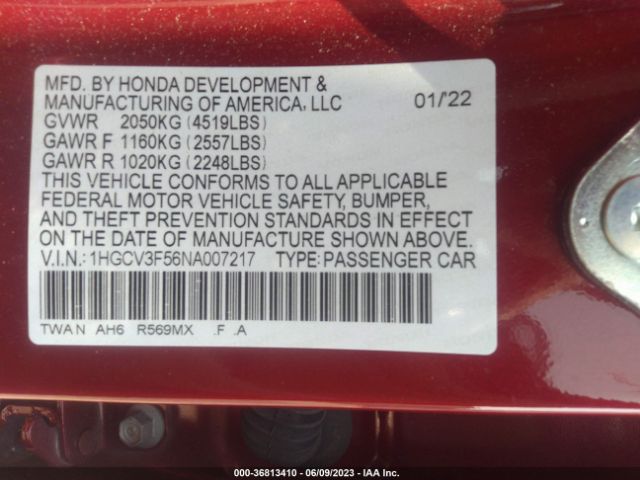 MFD. BY HONDA DEVELOPMENT &
MANUFACTURING OF AMERICA, LLC 01/'22
GVWR 2050KG (4519LBS)
GAWR F 1160KG (2557LBS)
GAWR R 1020KG (2248LBS)
THIS VEHICLE CONFORMS TO ALL APPLICABLE
FEDERAL MOTOR VEHICLE SAFETY, BUMPER,
AND THEFT PREVENTION STANDARDS IN EFFECT
ON THE DATE OF MANUFACTURE SHOWN ABOVE.
V.I.N.:1HGCV3F56NA007217 TYPE:PASSENGER CAR
TWAN AH6 R569MX .F .A
000-36813410 | 06/09/2023 | IAA Inc.